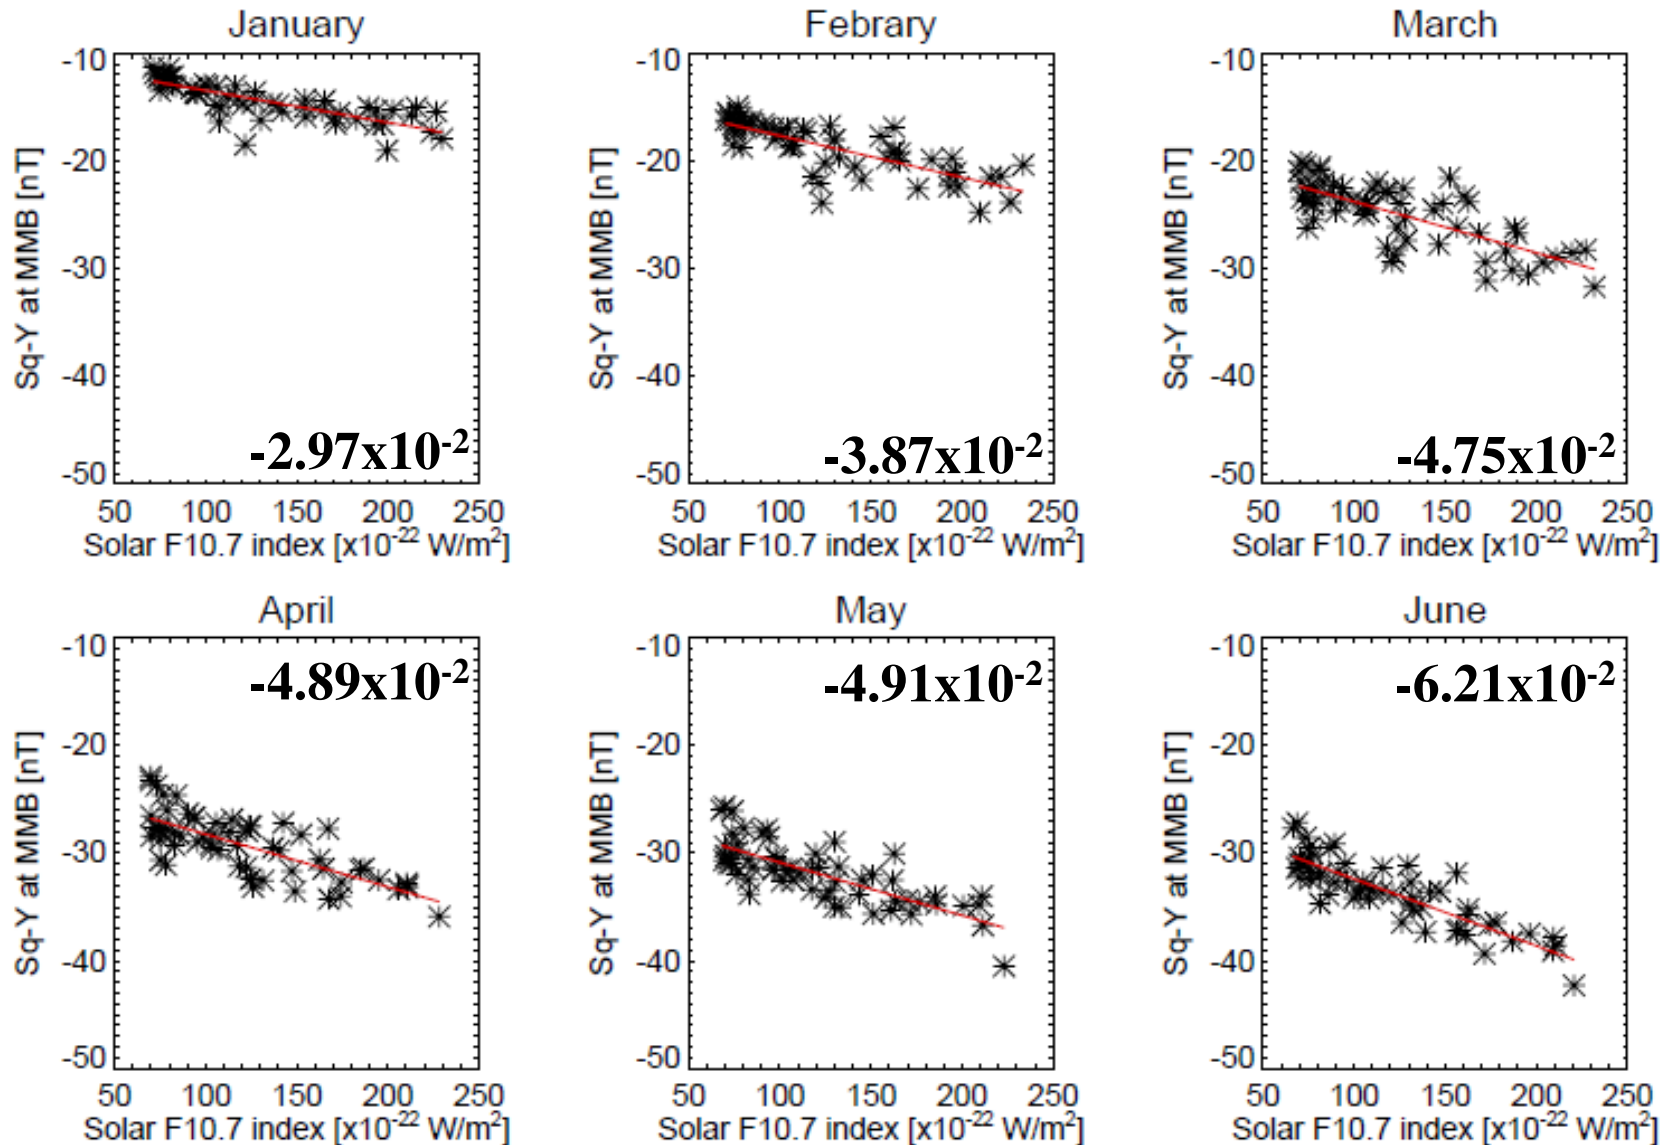 January
Sq-Y at MMB [nT]
-10
-20
-30
-40
-50
-2.97x10⁻²
50 100 150 200 250
Solar F10.7 index [x10⁻²² W/m²]
Febrary
Sq-Y at MMB [nT]
-10
-20
-30
-40
-50
-3.87x10⁻²
50 100 150 200 250
Solar F10.7 index [x10⁻²² W/m²]
March
Sq-Y at MMB [nT]
-10
-20
-30
-40
-50
-4.75x10⁻²
50 100 150 200 250
Solar F10.7 index [x10⁻²² W/m²]
April
Sq-Y at MMB [nT]
-10
-4.89x10⁻²
-20
-30
-40
-50
50 100 150 200 250
Solar F10.7 index [x10⁻²² W/m²]
May
Sq-Y at MMB [nT]
-10
-4.91x10⁻²
-20
-30
-40
-50
50 100 150 200 250
Solar F10.7 index [x10⁻²² W/m²]
June
Sq-Y at MMB [nT]
-10
-6.21x10⁻²
-20
-30
-40
-50
50 100 150 200 250
Solar F10.7 index [x10⁻²² W/m²]